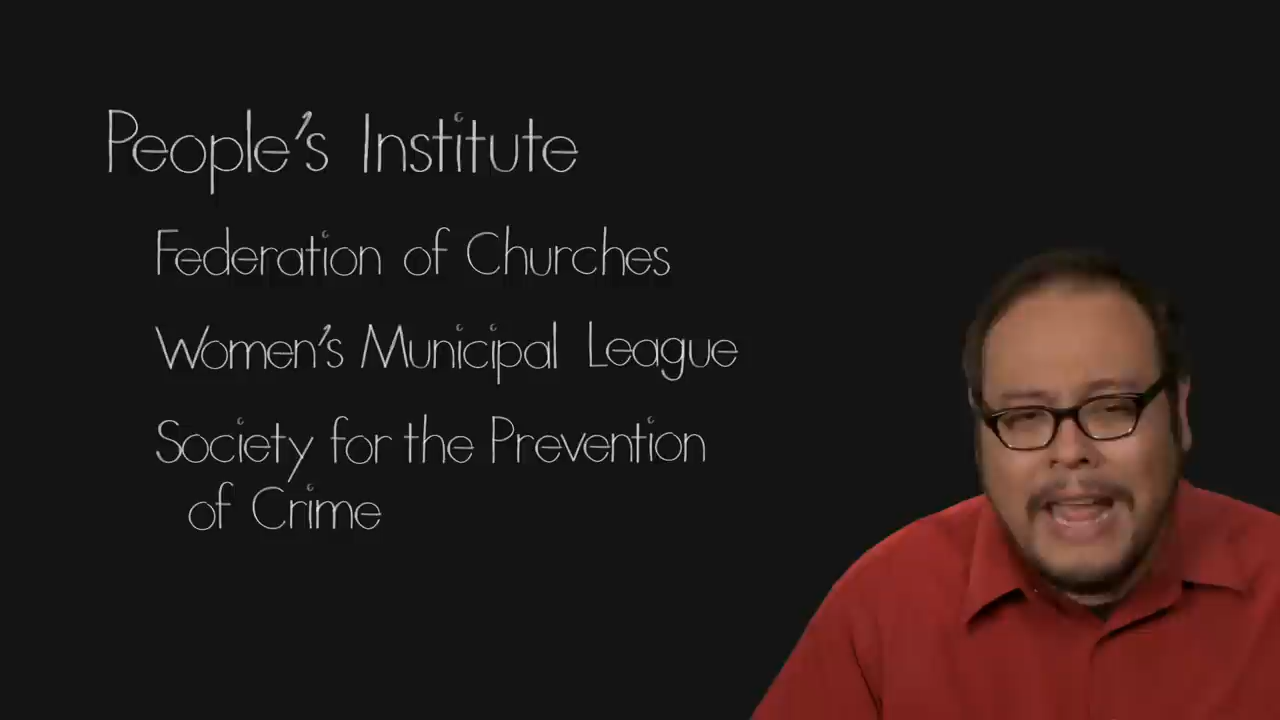 People's Institute
Federation of Churches
Women's Municipal League
Society for the Prevention
of Crime